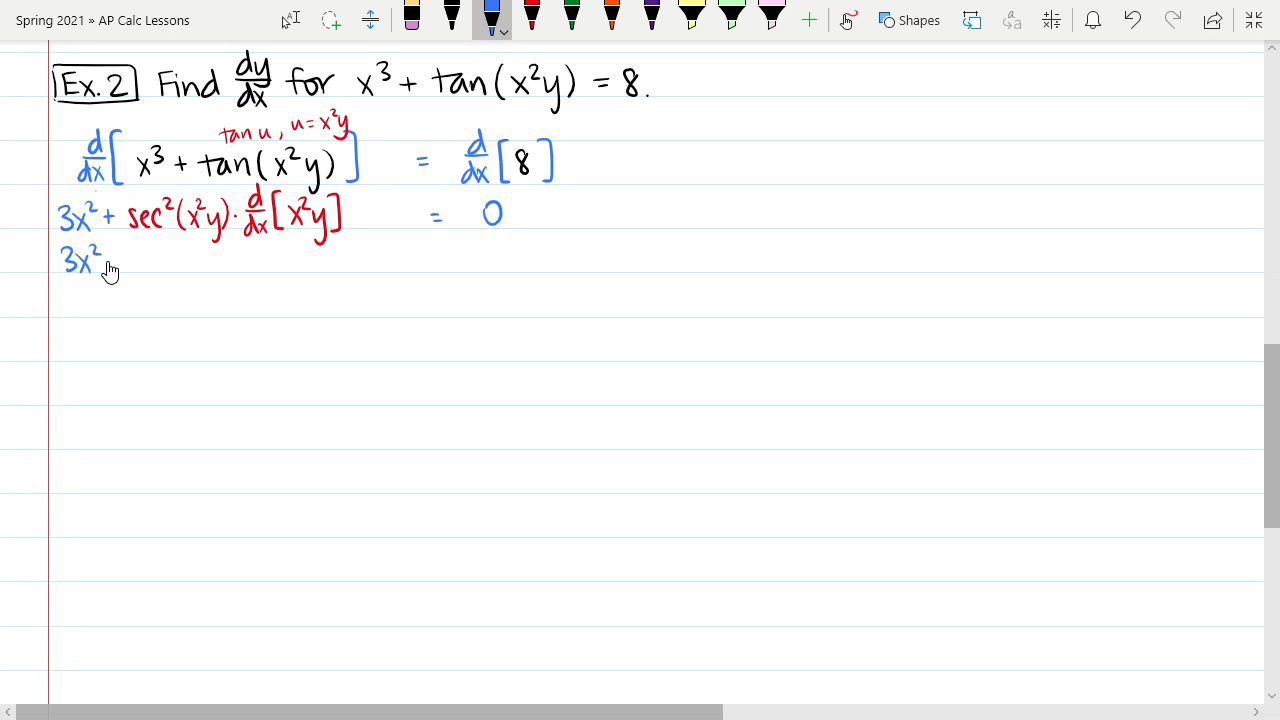 Spring 2021 » AP Calc Lessons
Shapes
Ex. 2 Find dy/dx for x³ + tan(x²y) = 8.
tan u, u = x²y
d/dx [ x³ + tan(x²y) ] = d/dx [ 8 ]
3x² + sec²(x²y) · d/dx [x²y] = 0
3x²